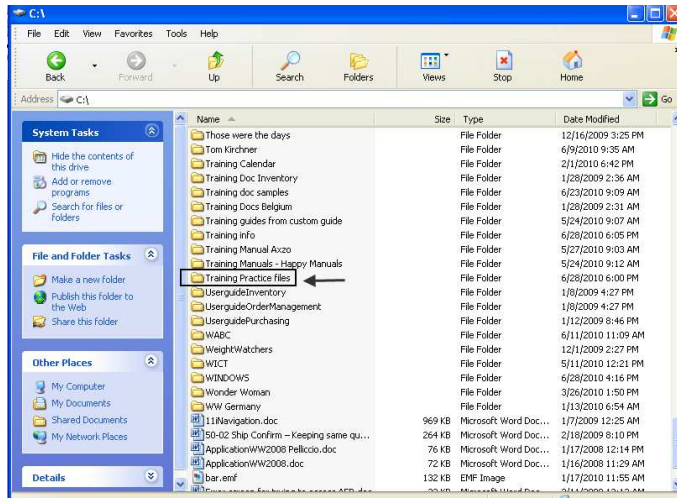 C:\
File Edit View Favorites Tools Help
Back Forward Up Search Folders Views Stop Home
Address C:\ Go
System Tasks
Hide the contents of
this drive
Add or remove
programs
Search for files or
folders
File and Folder Tasks
Make a new folder
Publish this folder to
the Web
Share this folder
Other Places
My Computer
My Documents
Shared Documents
My Network Places
Details
Name Size Type Date Modified
Those were the days File Folder 12/16/2009 3:25 PM
Tom Kirchner File Folder 6/9/2010 9:35 AM
Training Calendar File Folder 2/1/2010 6:42 PM
Training Doc Inventory File Folder 1/28/2009 2:36 AM
Training doc samples File Folder 6/23/2010 9:09 AM
Training Docs Belgium File Folder 1/28/2009 2:31 AM
Training guides from custom guide File Folder 5/24/2010 9:07 AM
Training info File Folder 6/28/2010 6:05 PM
Training Manual Axzo File Folder 5/27/2010 9:03 AM
Training Manuals - Happy Manuals File Folder 5/24/2010 9:12 AM
Training Practice files File Folder 6/28/2010 6:00 PM
UserguideInventory File Folder 1/8/2009 4:27 PM
UserguideOrderManagement File Folder 1/8/2009 4:27 PM
UserguidePurchasing File Folder 1/12/2009 8:46 PM
WABC File Folder 6/11/2010 11:09 AM
WeightWatchers File Folder 12/1/2009 2:27 PM
WICT File Folder 5/11/2010 12:21 PM
WINDOWS File Folder 6/28/2010 4:16 PM
Wonder Woman File Folder 3/26/2010 1:50 PM
WW Germany File Folder 1/13/2010 6:54 AM
11iNavigation.doc 969 KB Microsoft Word Doc... 1/7/2009 12:25 AM
50-02 Ship Confirm – Keeping same qu... 264 KB Microsoft Word Doc... 2/18/2009 8:10 PM
ApplicationWW2008 Pelliccio.doc 76 KB Microsoft Word Doc... 1/17/2008 12:14 PM
ApplicationWW2008.doc 72 KB Microsoft Word Doc... 1/16/2008 11:29 AM
bar.emf 132 KB EMF Image 1/17/2010 11:55 AM